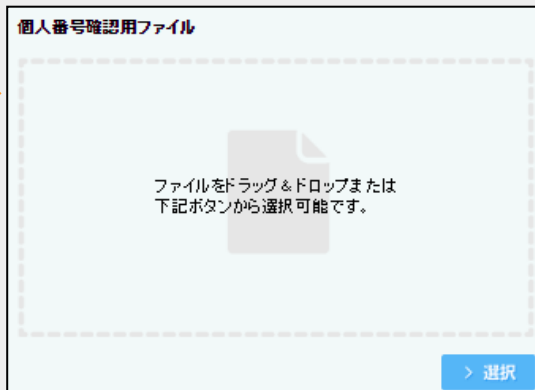 個人番号確認用ファイル
ファイルをドラッグ&ドロップまたは
下記ボタンから選択可能です。
> 選択